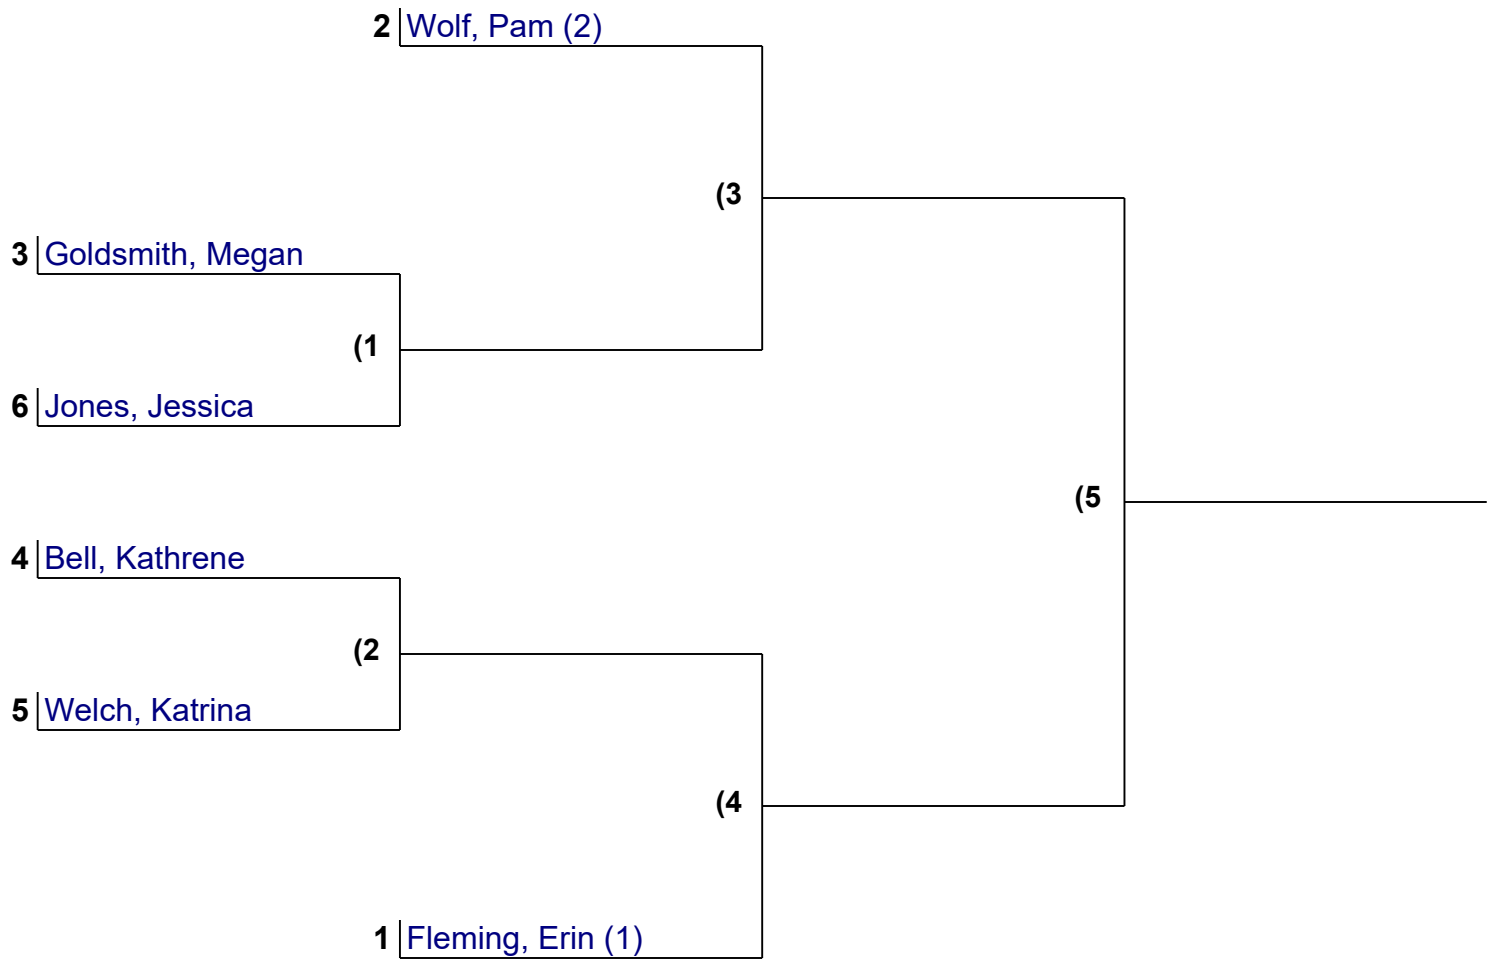 2 Wolf, Pam (2)
(3
3 Goldsmith, Megan
(1
6 Jones, Jessica
(5
4 Bell, Kathrene
(2
5 Welch, Katrina
(4
1 Fleming, Erin (1)